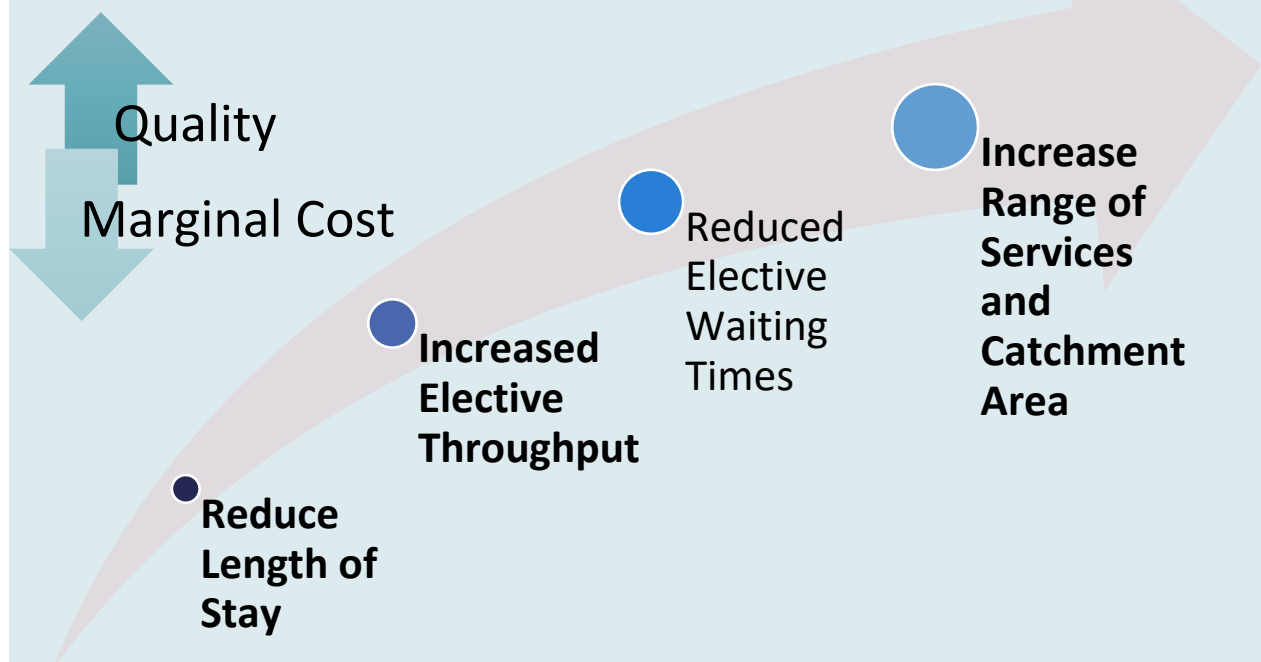 Quality
Marginal Cost
Reduce
Length of
Stay
Increased
Elective
Throughput
Reduced
Elective
Waiting
Times
Increase
Range of
Services
and
Catchment
Area